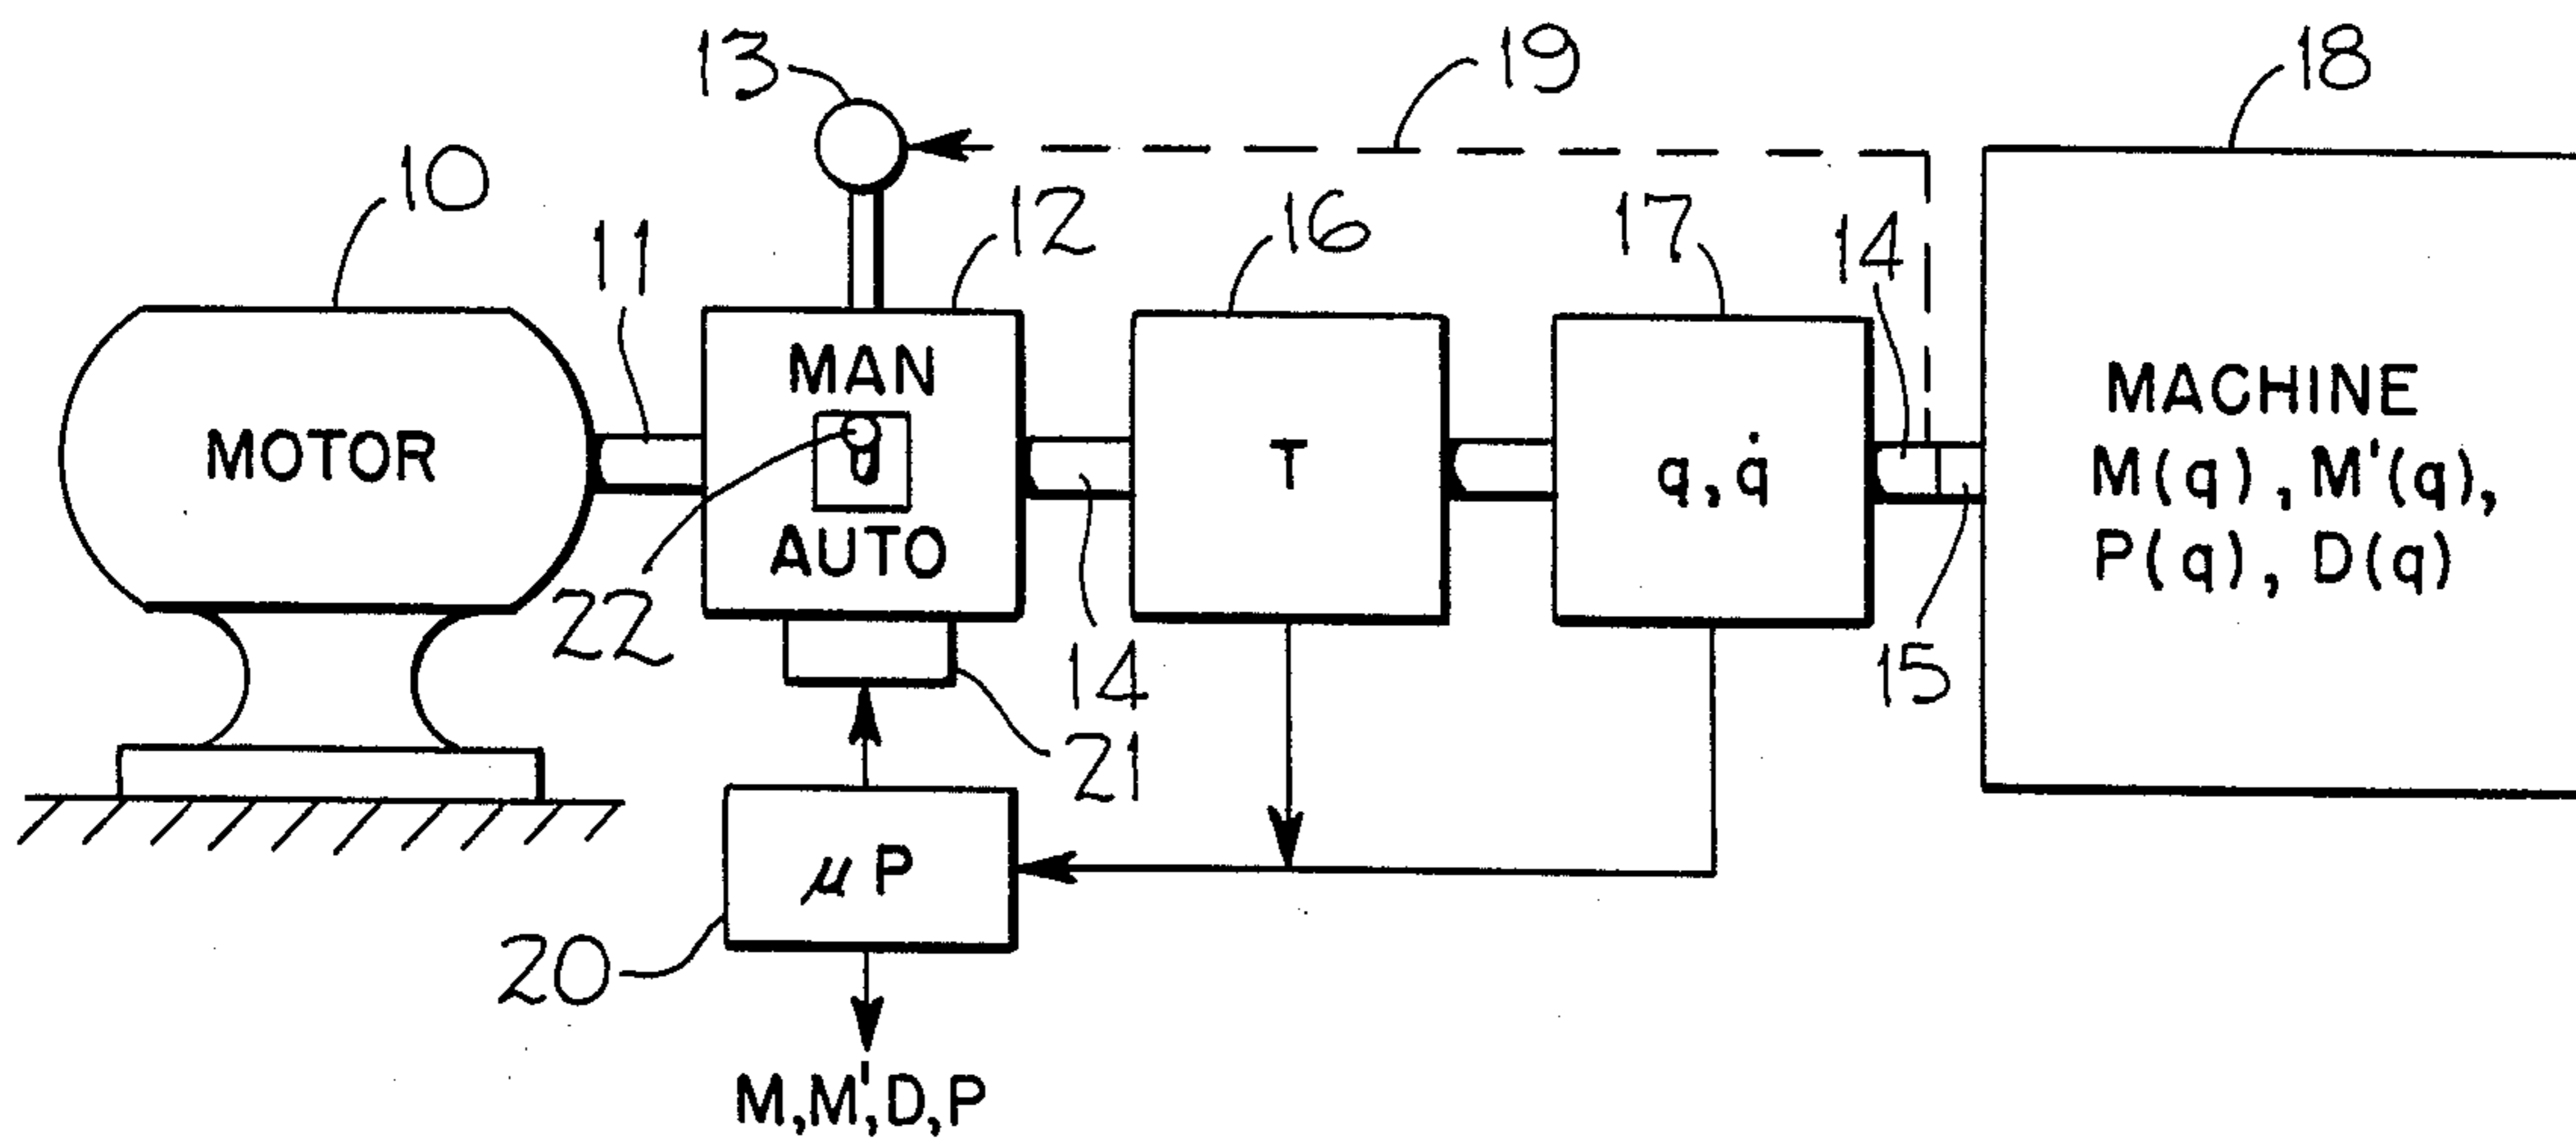 13
19
18
10
11
12
16
17
14
MOTOR
MAN
AUTO
22
T
q, q̇
MACHINE
M(q), M'(q),
P(q), D(q)
14
15
21
μP
20
M,M',D,P